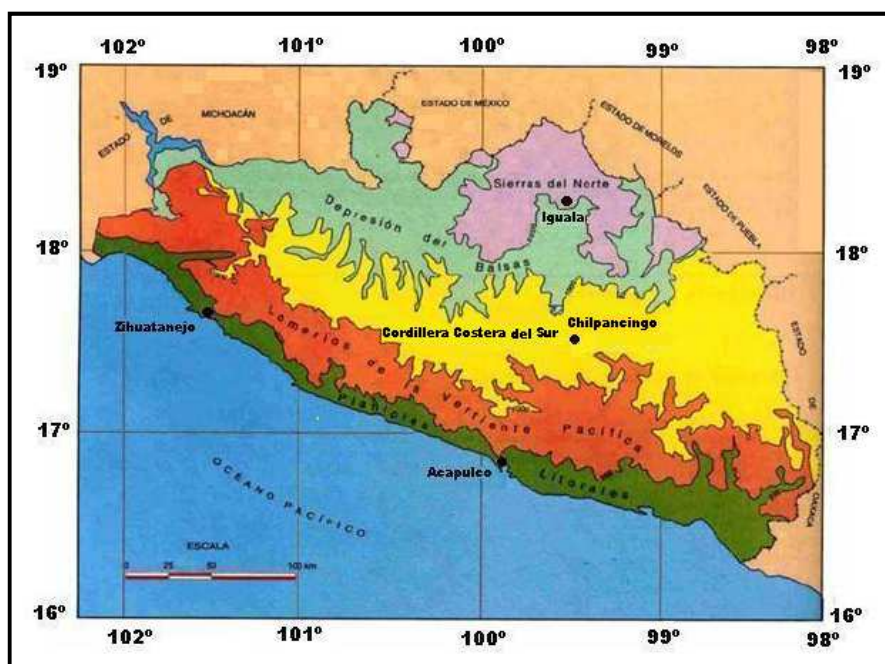 102º 101º 100º 99º 98º
19º 19º
ESTADO DE MICHOACÁN
ESTADO DE MÉXICO
ESTADO DE MORELOS
ESTADO DE PUEBLA
Sierras del Norte
Iguala
Depresión del Balsas
18º 18º
Zihuatanejo
Cordillera Costera del Sur
Chilpancingo
Lomeríos de la Vertiente Pacífica
Planicies Litorales
ESTADO DE OAXACA
17º 17º
Acapulco
OCÉANO PACÍFICO
ESCALA
0 25 50 100 km
16º 16º
102º 101º 100º 99º 98º